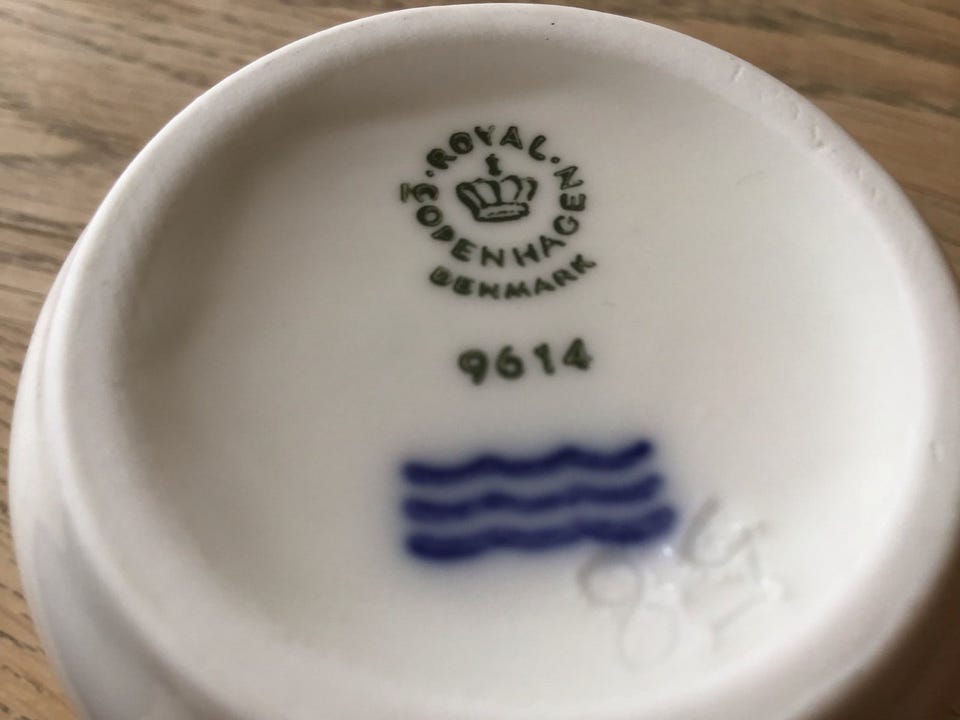 ROYAL
COPENHAGEN
DENMARK
9614